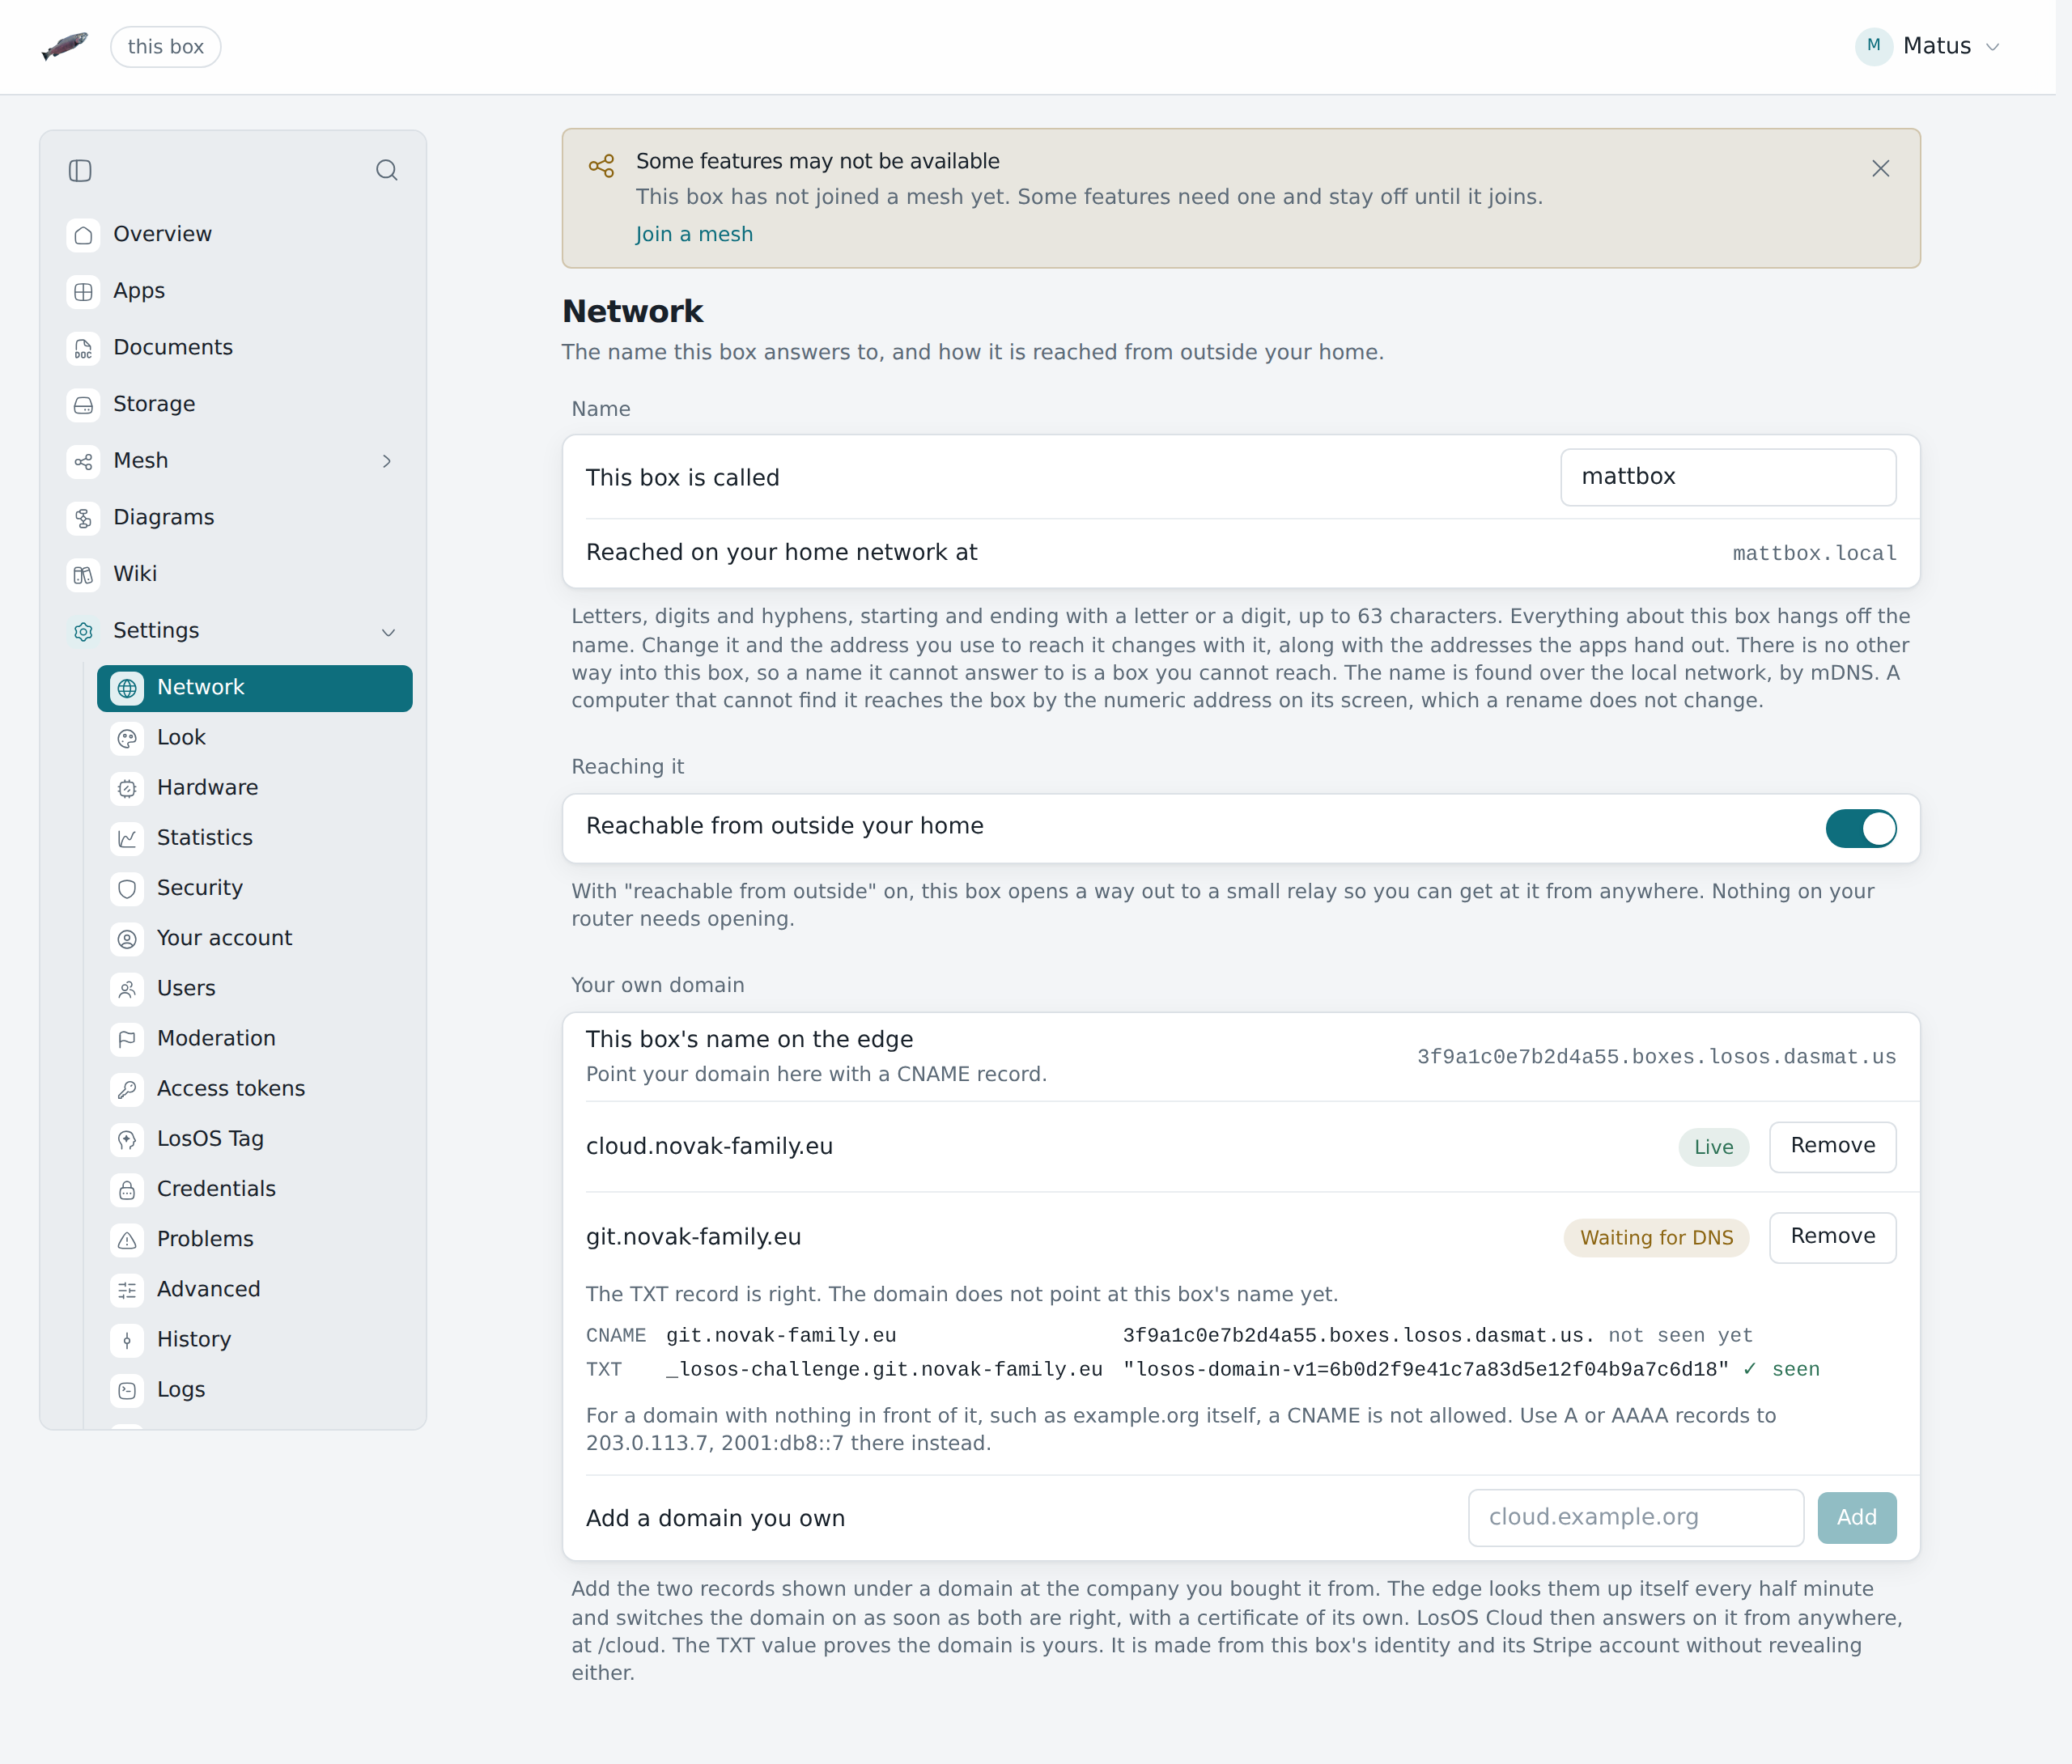 this box
M Matus
Some features may not be available
This box has not joined a mesh yet. Some features need one and stay off until it joins.
Join a mesh
Overview
Apps
Documents
Storage
Mesh
Diagrams
Wiki
Settings
Network
Look
Hardware
Statistics
Security
Your account
Users
Moderation
Access tokens
LosOS Tag
Credentials
Problems
Advanced
History
Logs
Network
The name this box answers to, and how it is reached from outside your home.
Name
This box is called mattbox
Reached on your home network at mattbox.local
Letters, digits and hyphens, starting and ending with a letter or a digit, up to 63 characters. Everything about this box hangs off the
name. Change it and the address you use to reach it changes with it, along with the addresses the apps hand out. There is no other
way into this box, so a name it cannot answer to is a box you cannot reach. The name is found over the local network, by mDNS. A
computer that cannot find it reaches the box by the numeric address on its screen, which a rename does not change.
Reaching it
Reachable from outside your home
With "reachable from outside" on, this box opens a way out to a small relay so you can get at it from anywhere. Nothing on your
router needs opening.
Your own domain
This box's name on the edge
Point your domain here with a CNAME record.
3f9a1c0e7b2d4a55.boxes.losos.dasmat.us
cloud.novak-family.eu Live Remove
git.novak-family.eu Waiting for DNS Remove
The TXT record is right. The domain does not point at this box's name yet.
CNAME git.novak-family.eu 3f9a1c0e7b2d4a55.boxes.losos.dasmat.us. not seen yet
TXT _losos-challenge.git.novak-family.eu "losos-domain-v1=6b0d2f9e41c7a83d5e12f04b9a7c6d18" ✓ seen
For a domain with nothing in front of it, such as example.org itself, a CNAME is not allowed. Use A or AAAA records to
203.0.113.7, 2001:db8::7 there instead.
Add a domain you own cloud.example.org Add
Add the two records shown under a domain at the company you bought it from. The edge looks them up itself every half minute
and switches the domain on as soon as both are right, with a certificate of its own. LosOS Cloud then answers on it from anywhere,
at /cloud. The TXT value proves the domain is yours. It is made from this box's identity and its Stripe account without revealing
either.